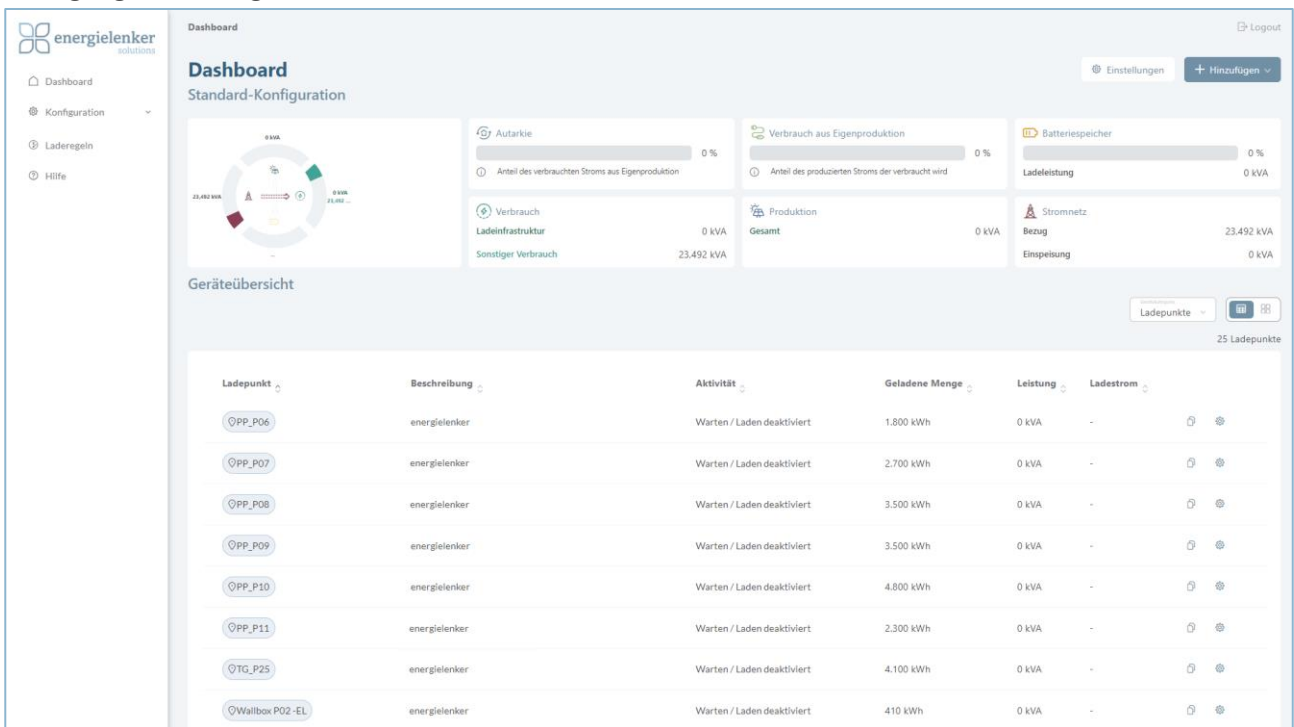 energielenker
solutions
Dashboard
Logout
Dashboard
Konfiguration
Laderegeln
Hilfe
Dashboard
Standard-Konfiguration
Einstellungen
+ Hinzufügen
0 kVA
23,492 kVA
0 kVA
23,492 ...
...
Autarkie
0 %
Anteil des verbrauchten Stroms aus Eigenproduktion
Verbrauch aus Eigenproduktion
0 %
Anteil des produzierten Stroms der verbraucht wird
Batteriespeicher
0 %
Ladeleistung 0 kVA
Verbrauch
Ladeinfrastruktur 0 kVA
Sonstiger Verbrauch 23,492 kVA
Produktion
Gesamt 0 kVA
Stromnetz
Bezug 23,492 kVA
Einspeisung 0 kVA
Geräteübersicht
Ladepunkte
25 Ladepunkte
Ladepunkt Beschreibung Aktivität Geladene Menge Leistung Ladestrom
PP_P06 energielenker Warten / Laden deaktiviert 1.800 kWh 0 kVA -
PP_P07 energielenker Warten / Laden deaktiviert 2.700 kWh 0 kVA -
PP_P08 energielenker Warten / Laden deaktiviert 3.500 kWh 0 kVA -
PP_P09 energielenker Warten / Laden deaktiviert 3.500 kWh 0 kVA -
PP_P10 energielenker Warten / Laden deaktiviert 4.800 kWh 0 kVA -
PP_P11 energielenker Warten / Laden deaktiviert 2.300 kWh 0 kVA -
TG_P25 energielenker Warten / Laden deaktiviert 4.100 kWh 0 kVA -
Wallbox P02 -EL energielenker Warten / Laden deaktiviert 410 kWh 0 kVA -